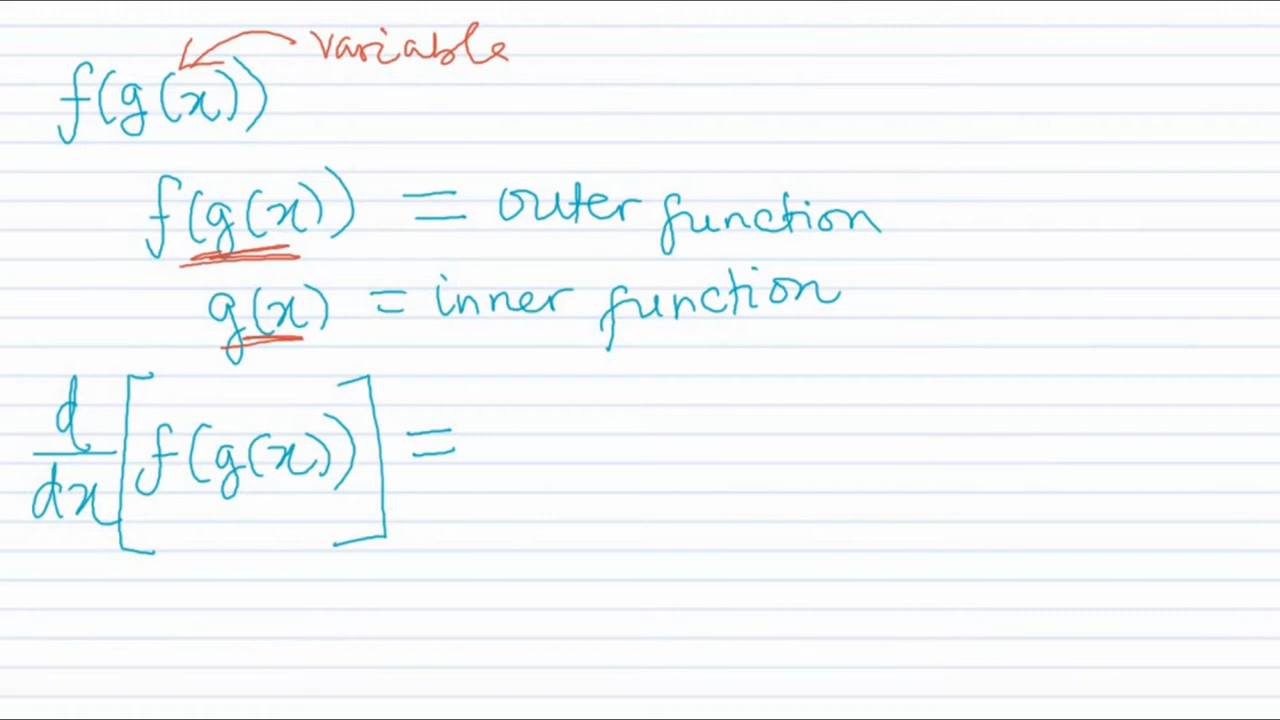 variable
f(g(x))
f(g(x)) = outer function
g(x) = inner function
d/dx [f(g(x))] =